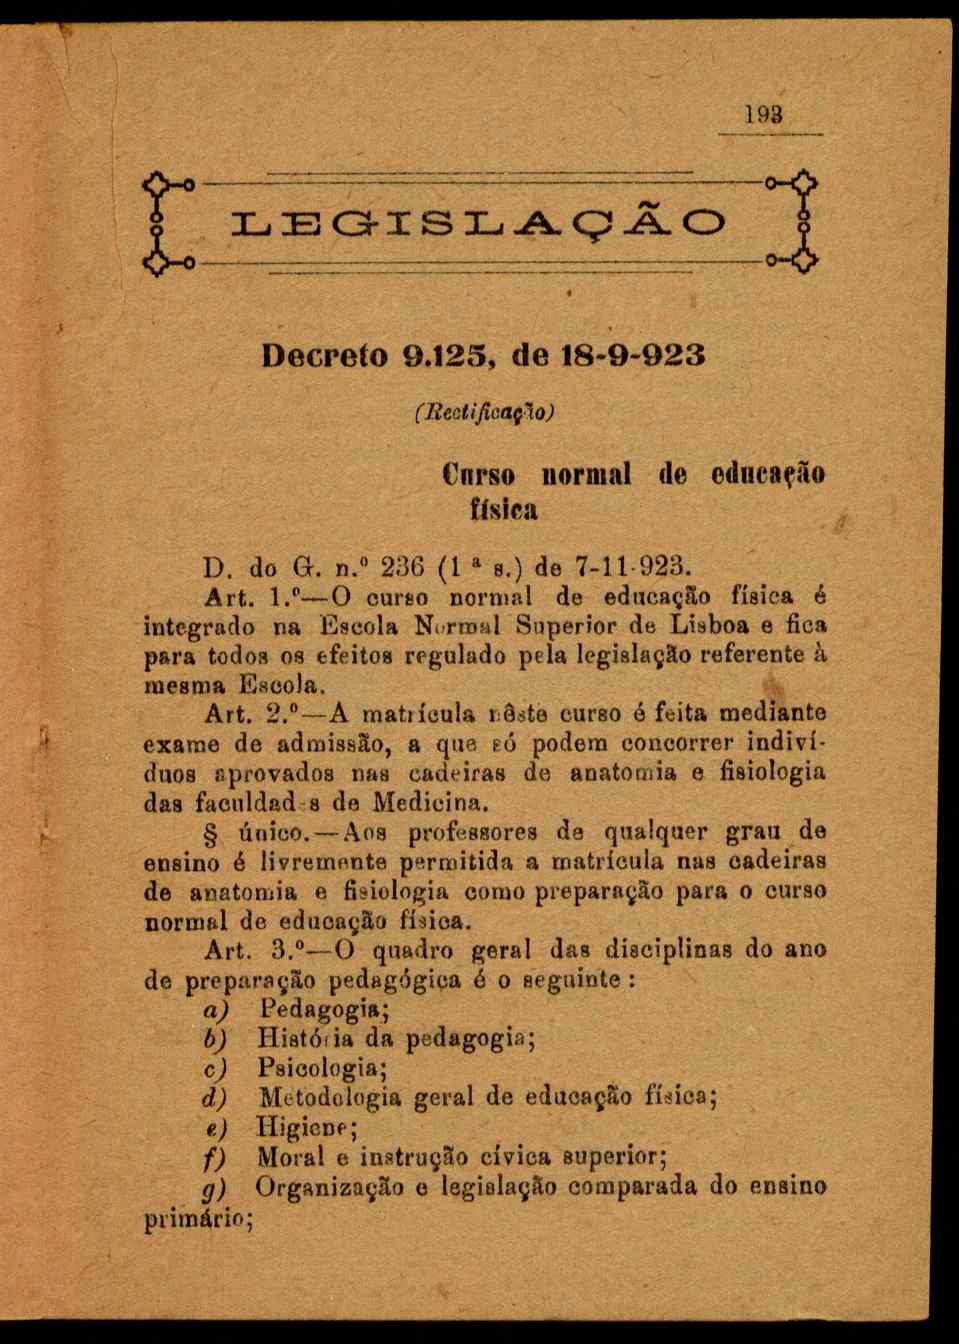 193
LEGISLAÇÃO
Decreto 9.125, de 18-9-923
(Rectificação)
Curso normal de educação
física
D. do G. n.º 236 (1 ª s.) de 7-11-923.
Art. 1.º—O curso normal de educação física é
integrado na Escola Normal Superior de Lisboa e fica
para todos os efeitos regulado pela legislação referente à
mesma Escola.
Art. 2.º—A matrícula nêste curso é feita mediante
exame de admissão, a que só podem concorrer indiví-
duos aprovados nas cadeiras de anatomia e fisiologia
das faculdades de Medicina.
§ único.—Aos professores de qualquer grau de
ensino é livremente permitida a matrícula nas cadeiras
de anatomia e fisiologia como preparação para o curso
normal de educação física.
Art. 3.º—O quadro geral das disciplinas do ano
de preparação pedagógica é o seguinte :
a) Pedagogia;
b) História da pedagogia;
c) Psicologia;
d) Metodologia geral de educação física;
e) Higiene;
f) Moral e instrução cívica superior;
g) Organização e legislação comparada do ensino
primário;